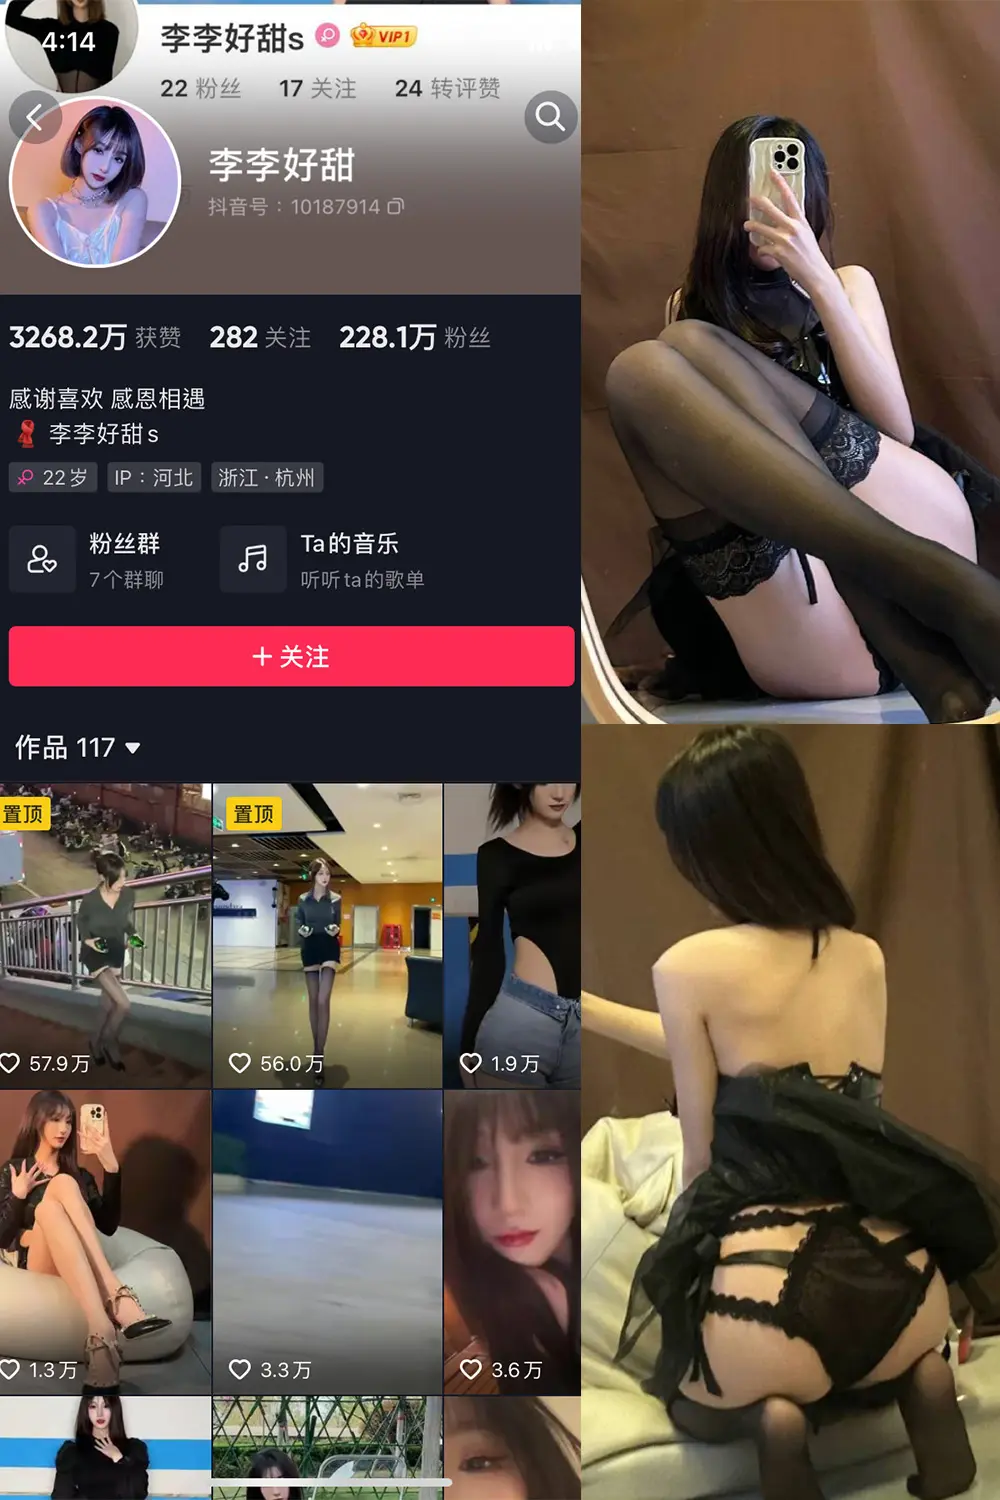 4:14
李李好甜s VIP1
22 粉丝 17 关注 24 转评赞
李李好甜
抖音号：10187914
3268.2万 获赞 282 关注 228.1万 粉丝
感谢喜欢 感恩相遇
李李好甜s
22岁 IP：河北 浙江·杭州
粉丝群 Ta的音乐
7个群聊 听听ta的歌单
+ 关注
作品 117
置顶 置顶
57.9万 56.0万 1.9万
1.3万 3.3万 3.6万